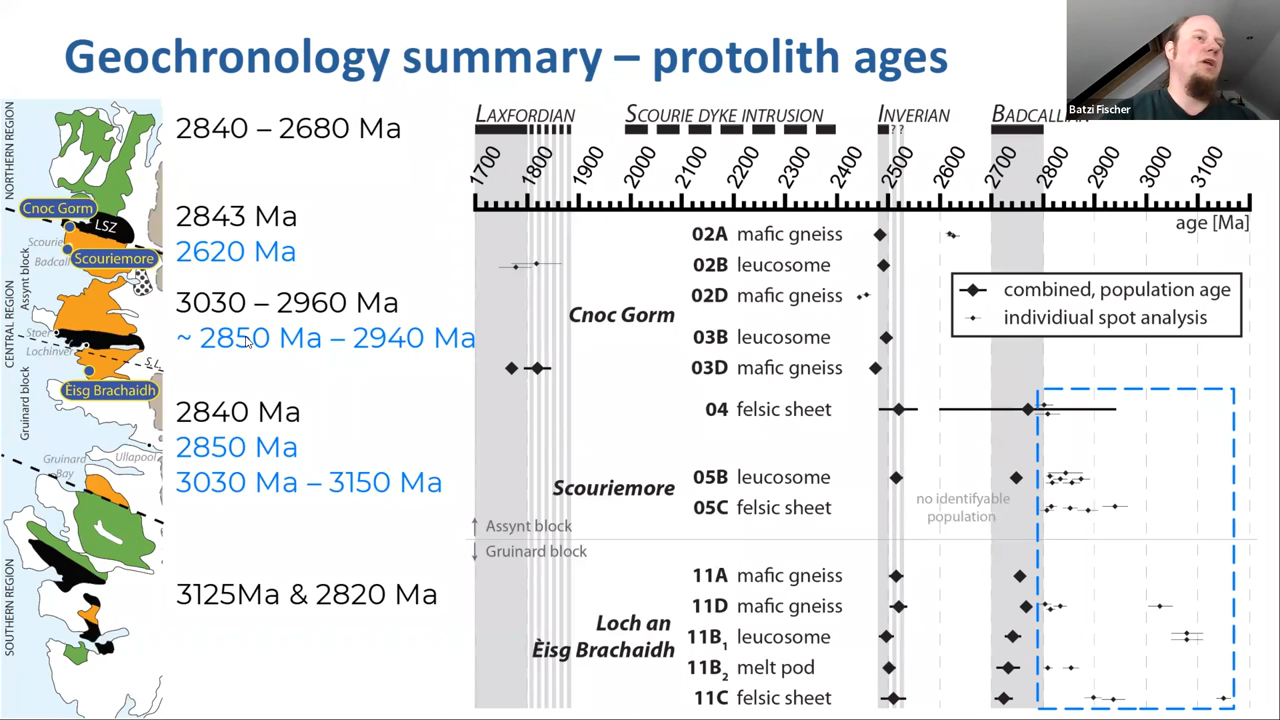 Geochronology summary – protolith ages
Batzi Fischer
NORTHERN REGION
CENTRAL REGION
Assynt block
Gruinard block
SOUTHERN REGION
Cnoc Gorm
LSZ
Scourie
Badcall
Scouriemore
Stoer
Lochinver
S.L.
Èisg Brachaidh
Gruinard
Bay
Ullapool
2840 – 2680 Ma
2843 Ma
2620 Ma
3030 – 2960 Ma
~ 2850 Ma – 2940 Ma
2840 Ma
2850 Ma
3030 Ma – 3150 Ma
3125Ma & 2820 Ma
LAXFORDIAN
SCOURIE DYKE INTRUSION
INVERIAN
? ?
1700 1800 1900 2000 2100 2200 2300 2400 2500 2600 2700 2800 2900 3000 3100
age [Ma]
combined, population age
individiual spot analysis
Cnoc Gorm
02A mafic gneiss
02B leucosome
02D mafic gneiss
03B leucosome
03D mafic gneiss
04 felsic sheet
Scouriemore
05B leucosome
05C felsic sheet
no identifyable
population
↑ Assynt block
↓ Gruinard block
Loch an
Èisg Brachaidh
11A mafic gneiss
11D mafic gneiss
11B1 leucosome
11B2 melt pod
11C felsic sheet